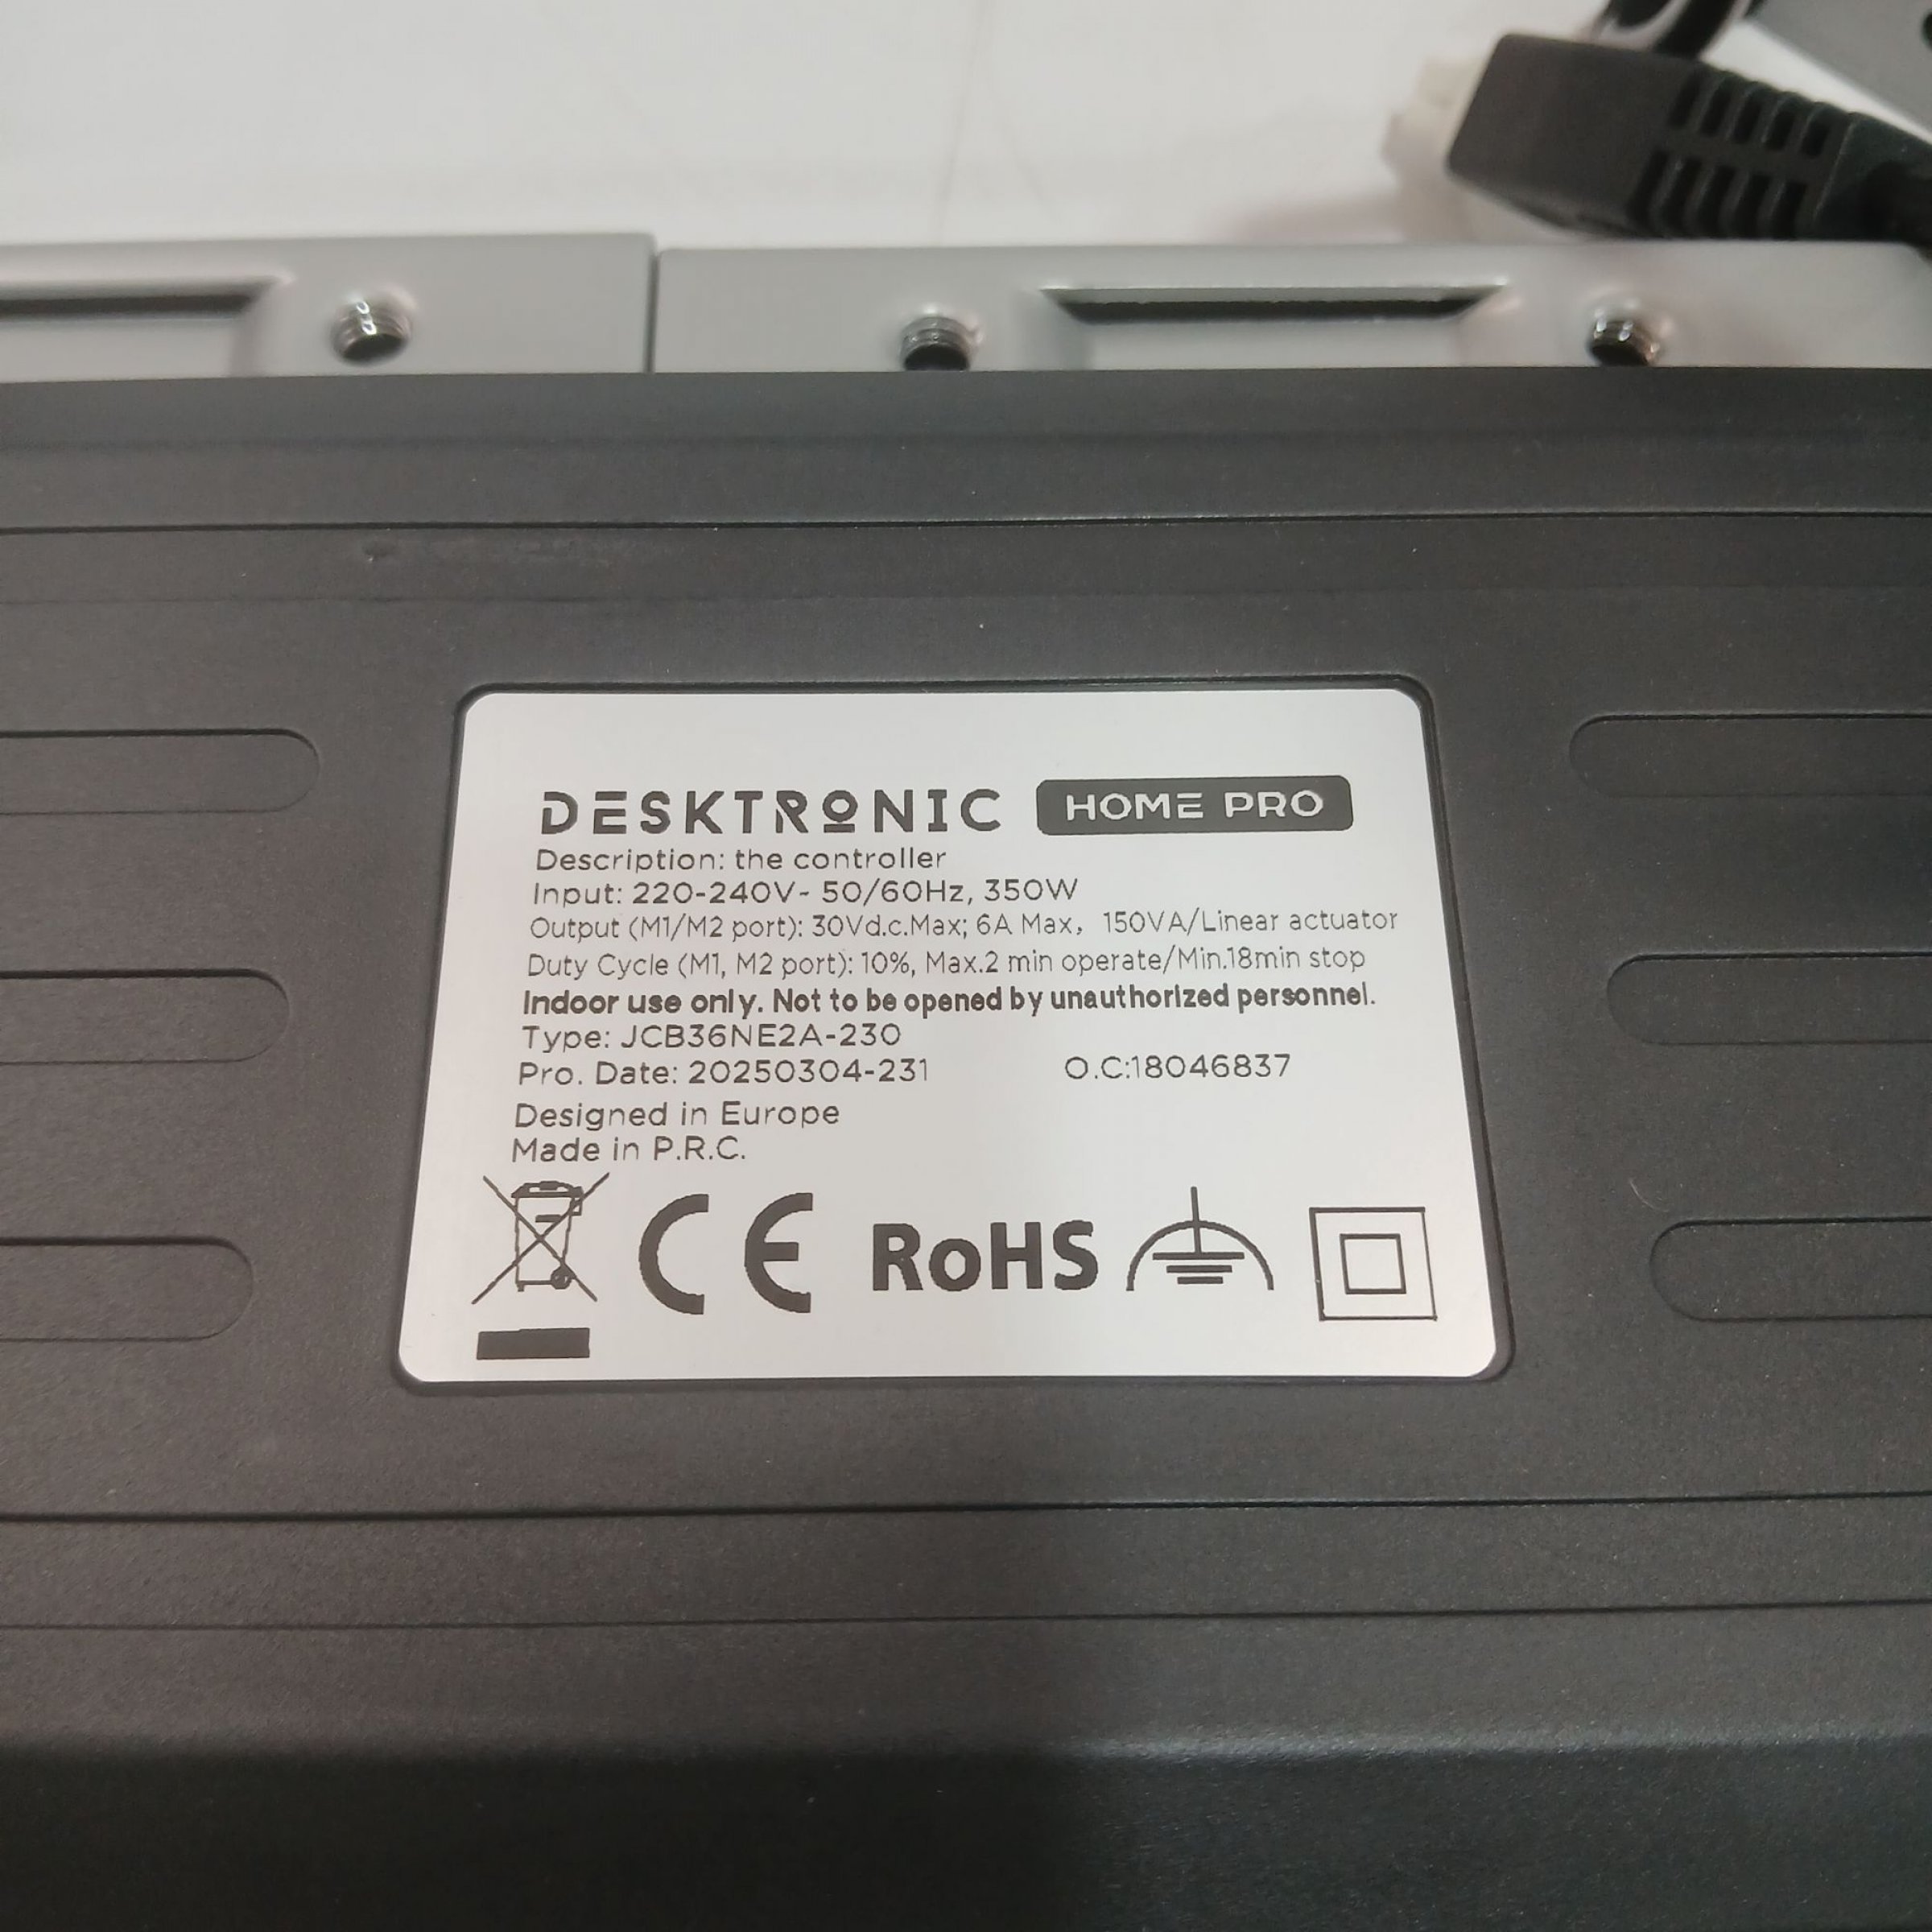 DESKTRONIC HOME PRO
Description: the controller
Input: 220-240V~ 50/60Hz, 350W
Output (M1/M2 port): 30Vd.c.Max; 6A Max, 150VA/Linear actuator
Duty Cycle (M1, M2 port): 10%, Max.2 min operate/Min.18min stop
Indoor use only. Not to be opened by unauthorized personnel.
Type: JCB36NE2A-230
Pro. Date: 20250304-231 O.C:18046837
Designed in Europe
Made in P.R.C.
CE RoHS